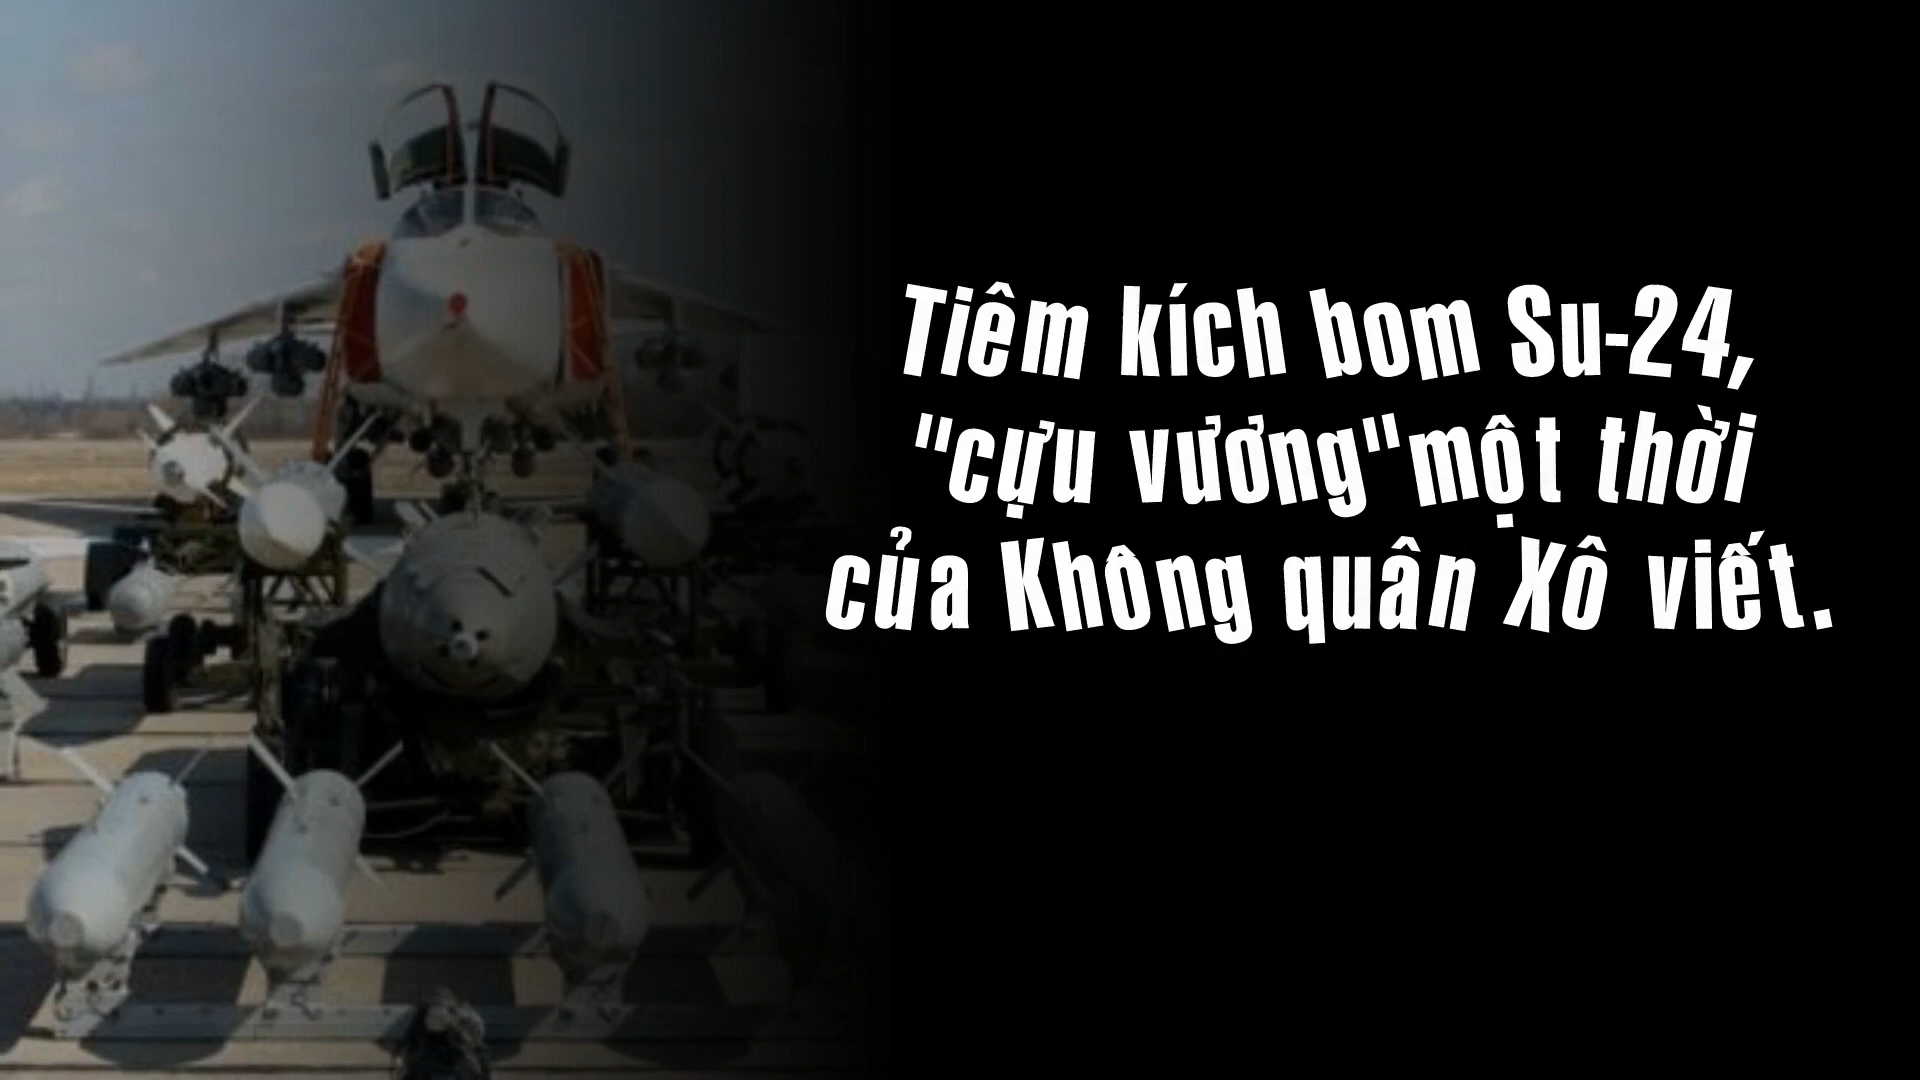 Tiêm kích bom Su-24,
"cựu vương"một thời
của Không quân Xô viết.